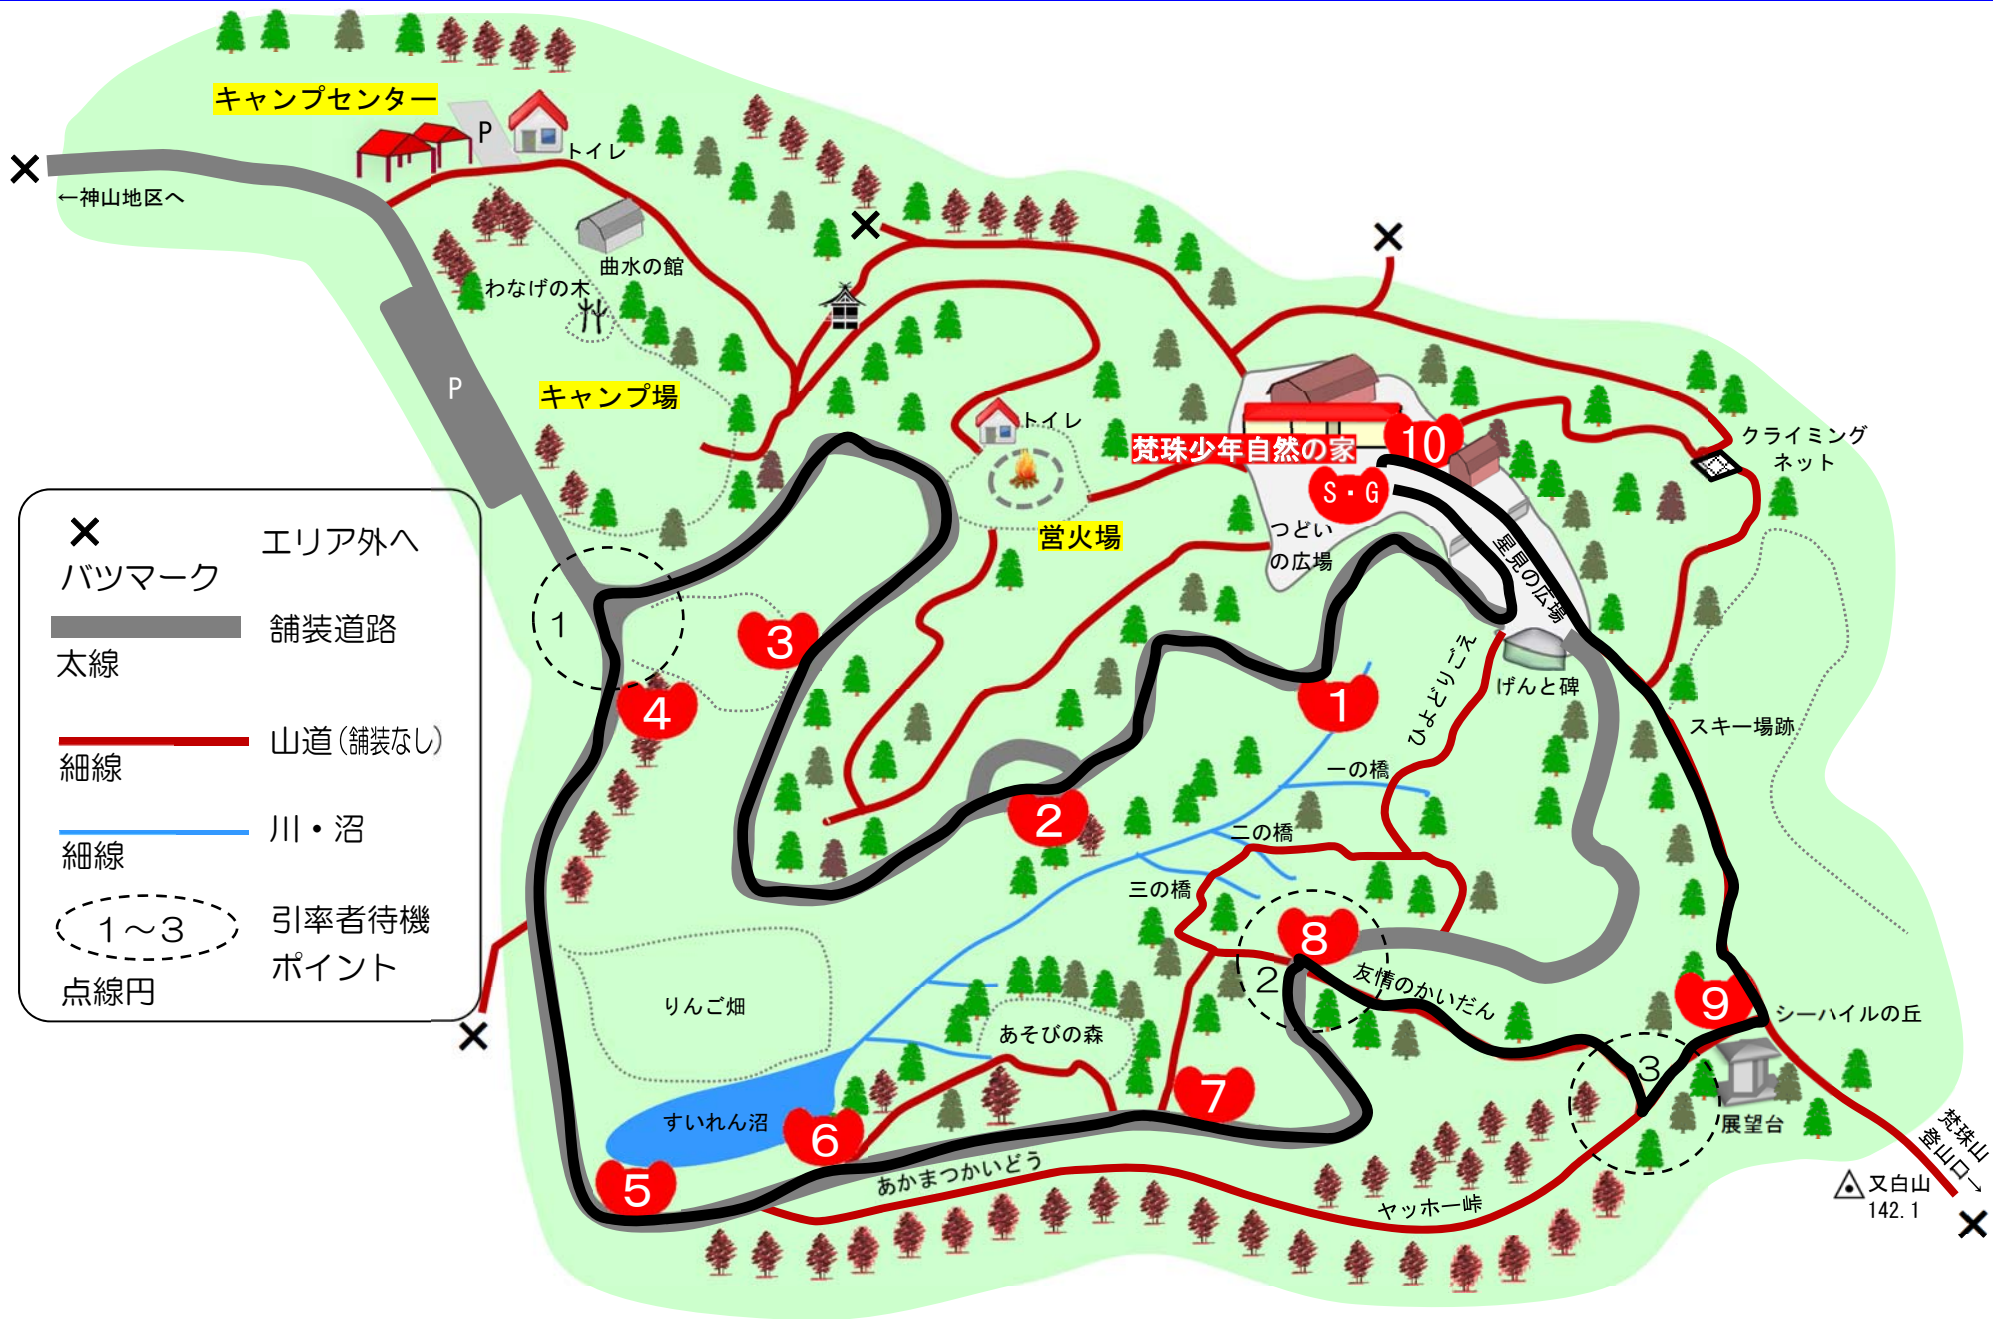 キャンプセンター
P
トイレ
←神山地区へ
曲水の館
わなげの木
P
キャンプ場
トイレ
梵珠少年自然の家
10
S・G
クライミング
ネット
営火場
つどい
の広場
星見の広場
バツマーク
エリア外へ
太線
舗装道路
細線
山道(舗装なし)
細線
川・沼
1～3
点線円
引率者待機
ポイント
1
3
4
1
ひよどりごえ
げんと碑
スキー場跡
一の橋
2
二の橋
三の橋
8
2
友情のかいだん
9
シーハイルの丘
りんご畑
あそびの森
3
展望台
すいれん沼
6
7
5
あかまつかいどう
ヤッホー峠
梵珠山
登山口→
又白山
142.1